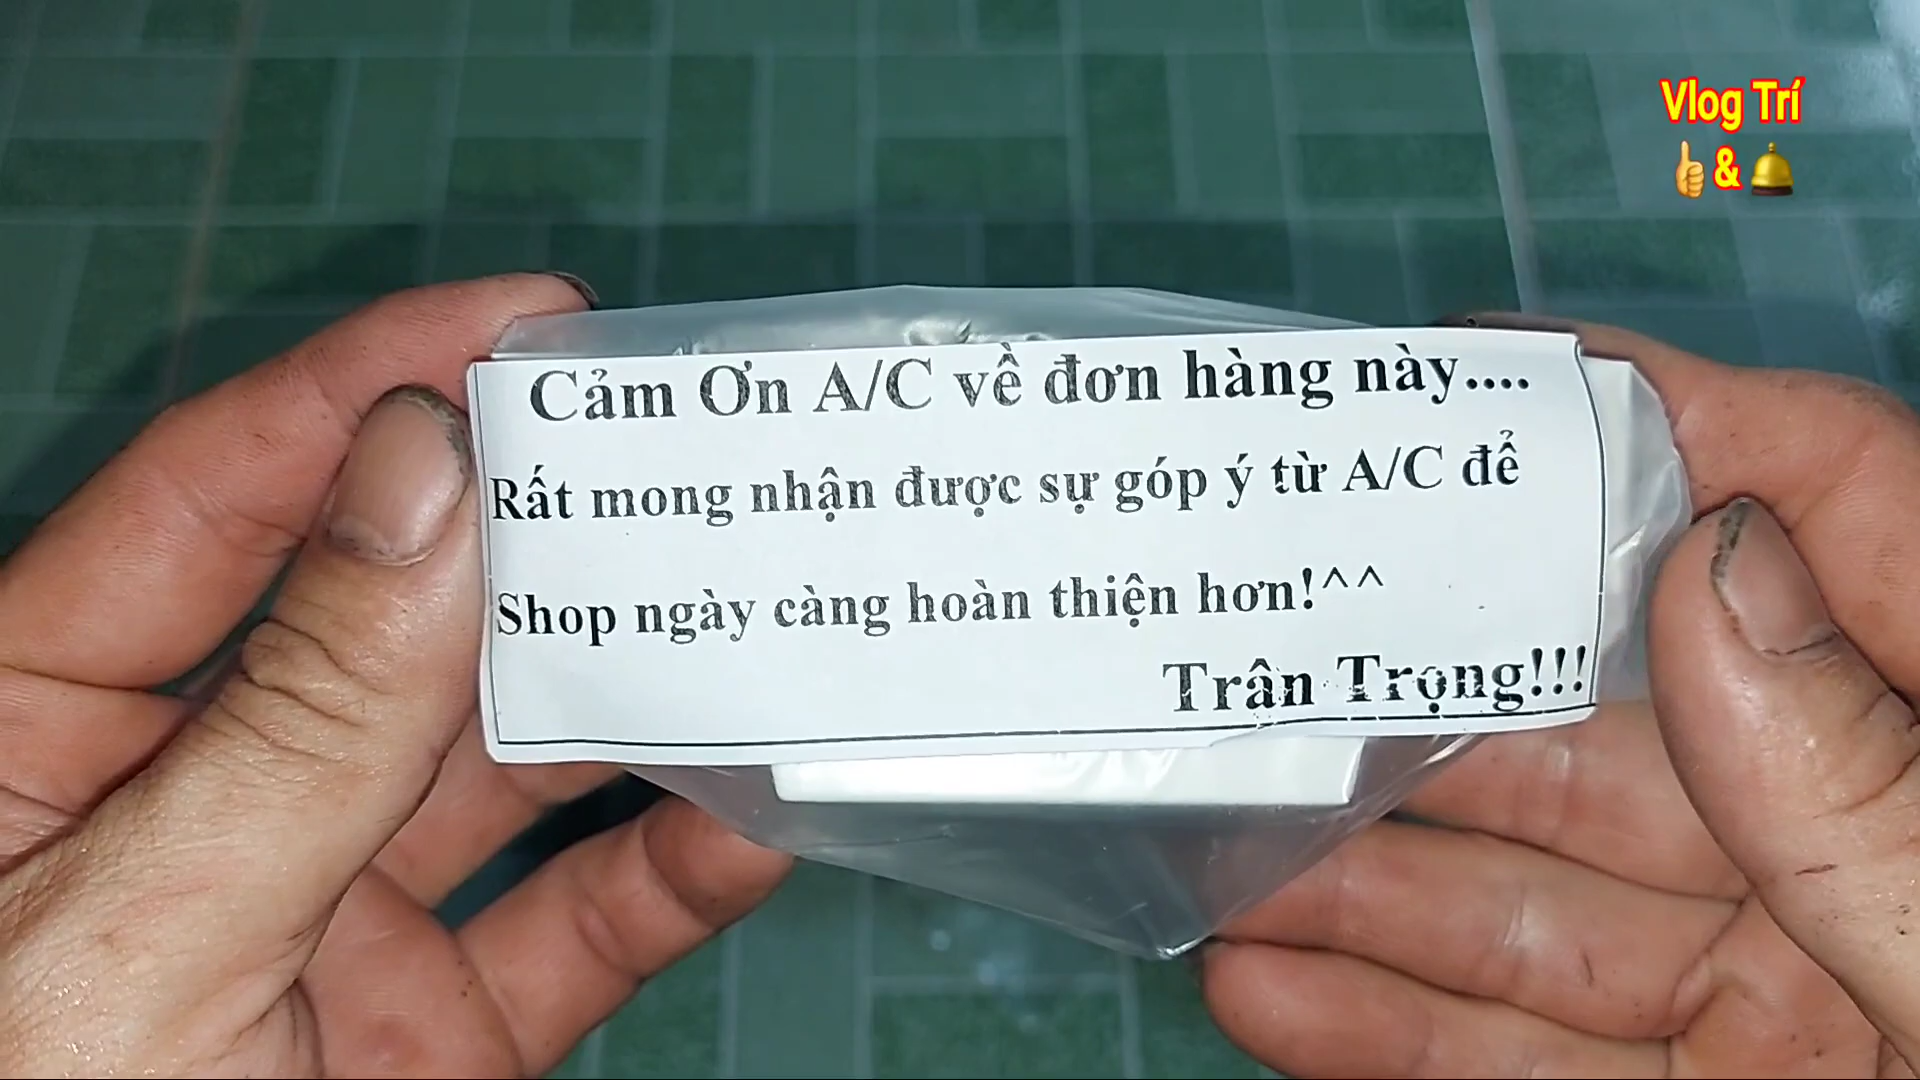 Vlog Trí
👍&🛎️
Cảm Ơn A/C về đơn hàng này....
Rất mong nhận được sự góp ý từ A/C để
Shop ngày càng hoàn thiện hơn!^^
Trân Trọng!!!